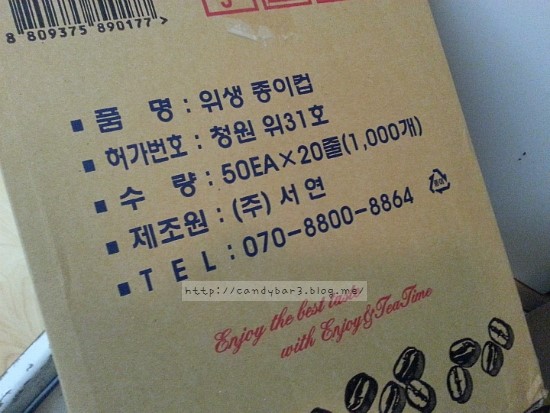 8 809375 890177
■ 품 명 : 위생 종이컵
■ 허가번호 : 청원 위31호
■ 수 량 : 50EA×20줄(1,000개)
■ 제조원 : (주) 서 연
■ T E L : 070-8800-8864
http://candybar3.blog.me/
Enjoy the best taste
with Enjoy&TeaTime